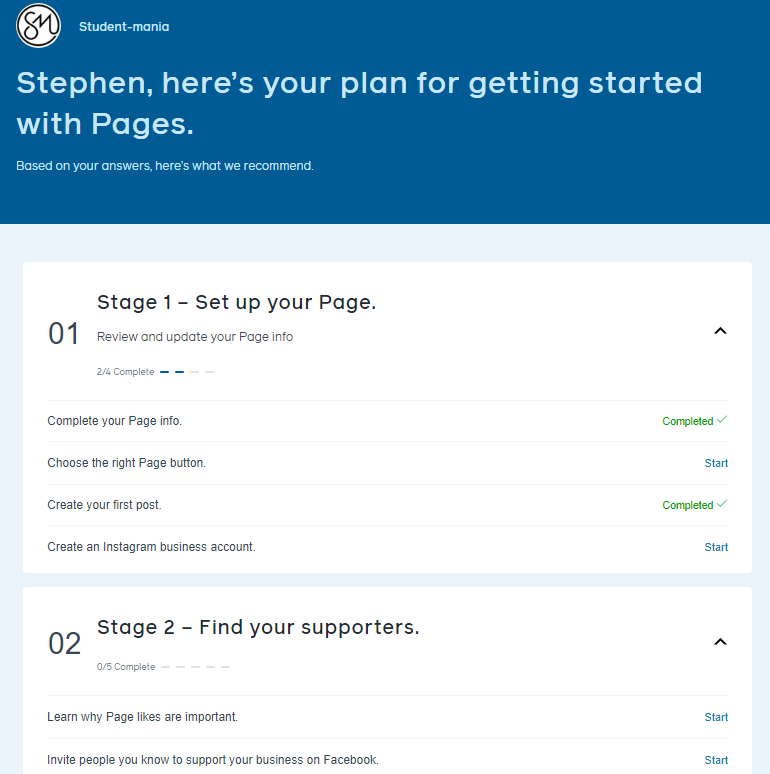 SM
Student-mania
Stephen, here's your plan for getting started
with Pages.
Based on your answers, here's what we recommend.
01
Stage 1 – Set up your Page.
Review and update your Page info
2/4 Complete
Complete your Page info.
Completed
Choose the right Page button.
Start
Create your first post.
Completed
Create an Instagram business account.
Start
02
Stage 2 – Find your supporters.
0/5 Complete
Learn why Page likes are important.
Start
Invite people you know to support your business on Facebook.
Start